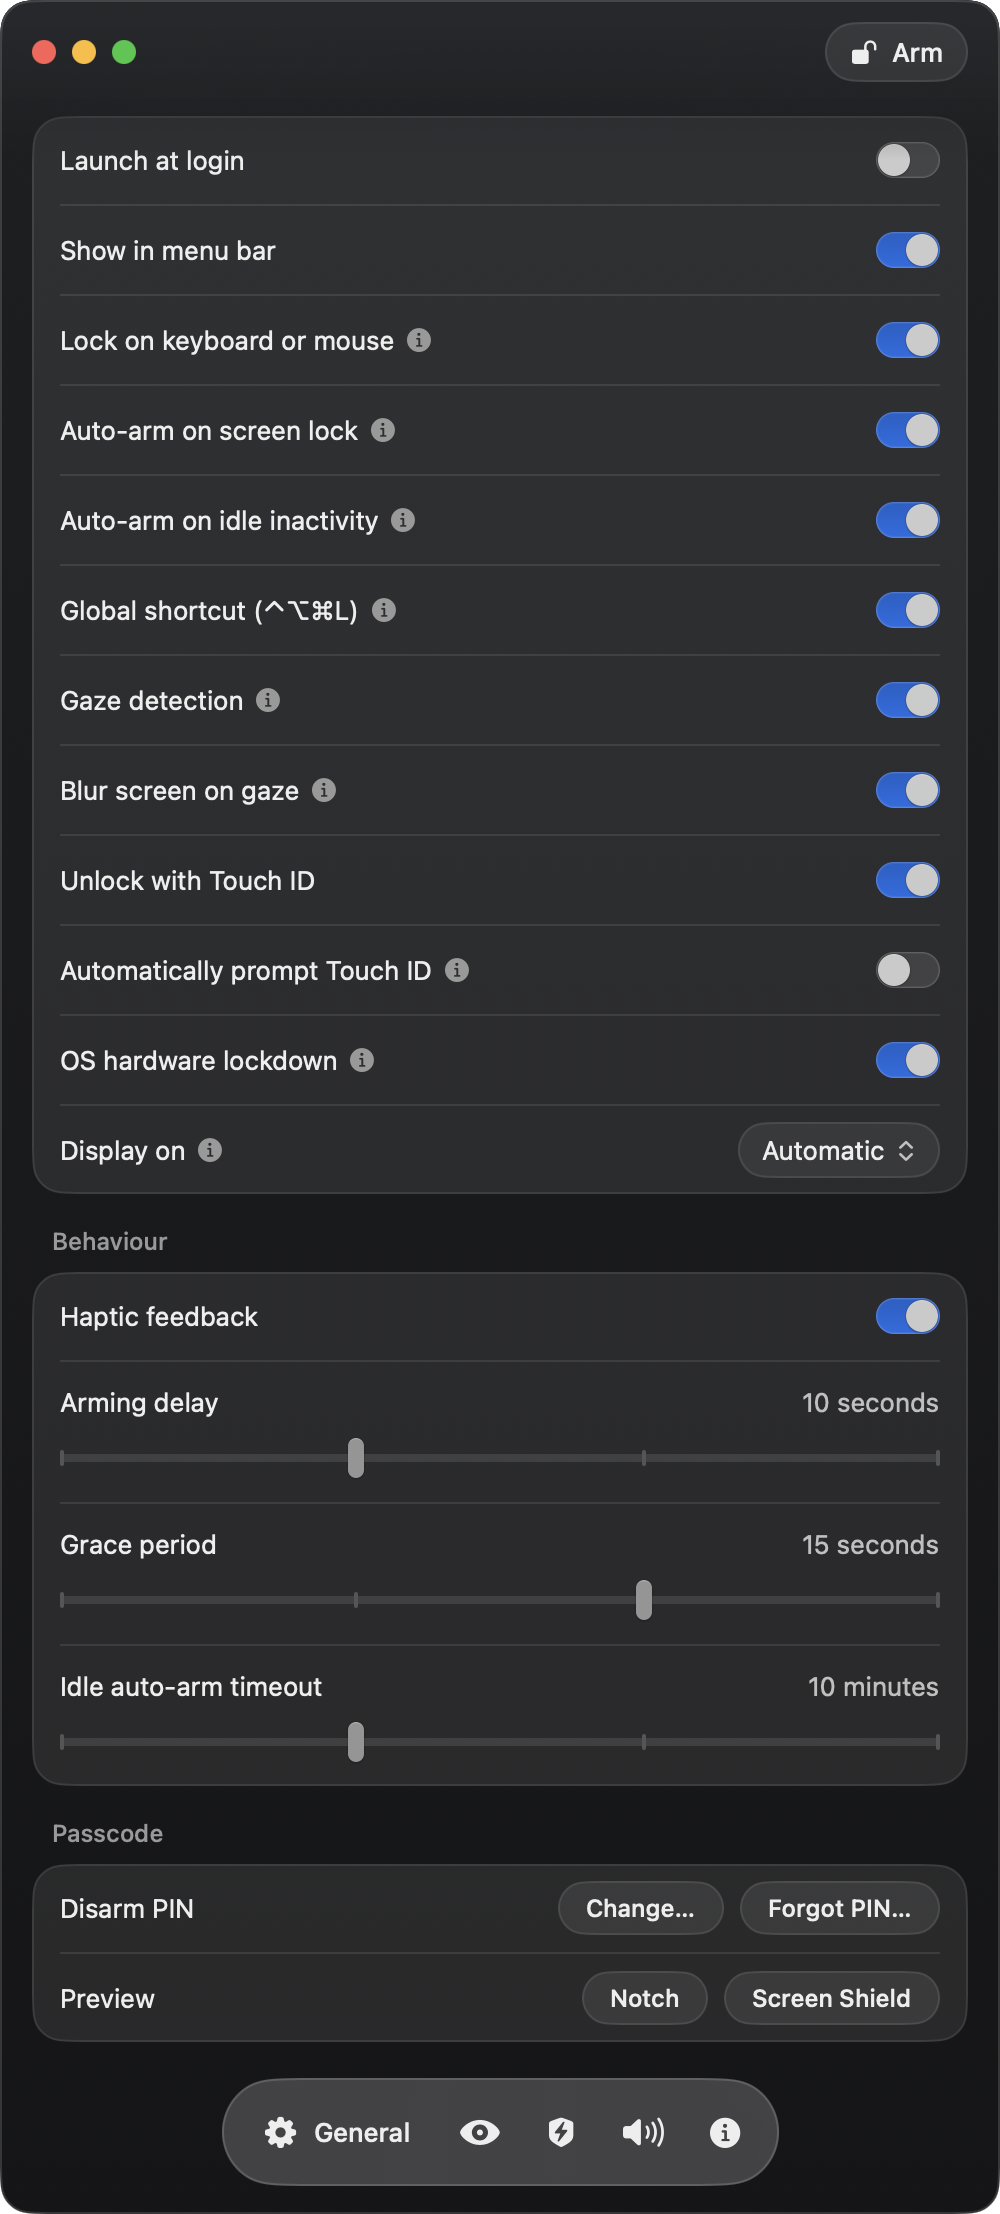 Arm
Launch at login
Show in menu bar
Lock on keyboard or mouse
Auto-arm on screen lock
Auto-arm on idle inactivity
Global shortcut (^⌥⌘L)
Gaze detection
Blur screen on gaze
Unlock with Touch ID
Automatically prompt Touch ID
OS hardware lockdown
Display on Automatic
Behaviour
Haptic feedback
Arming delay 10 seconds
Grace period 15 seconds
Idle auto-arm timeout 10 minutes
Passcode
Disarm PIN Change... Forgot PIN...
Preview Notch Screen Shield
General